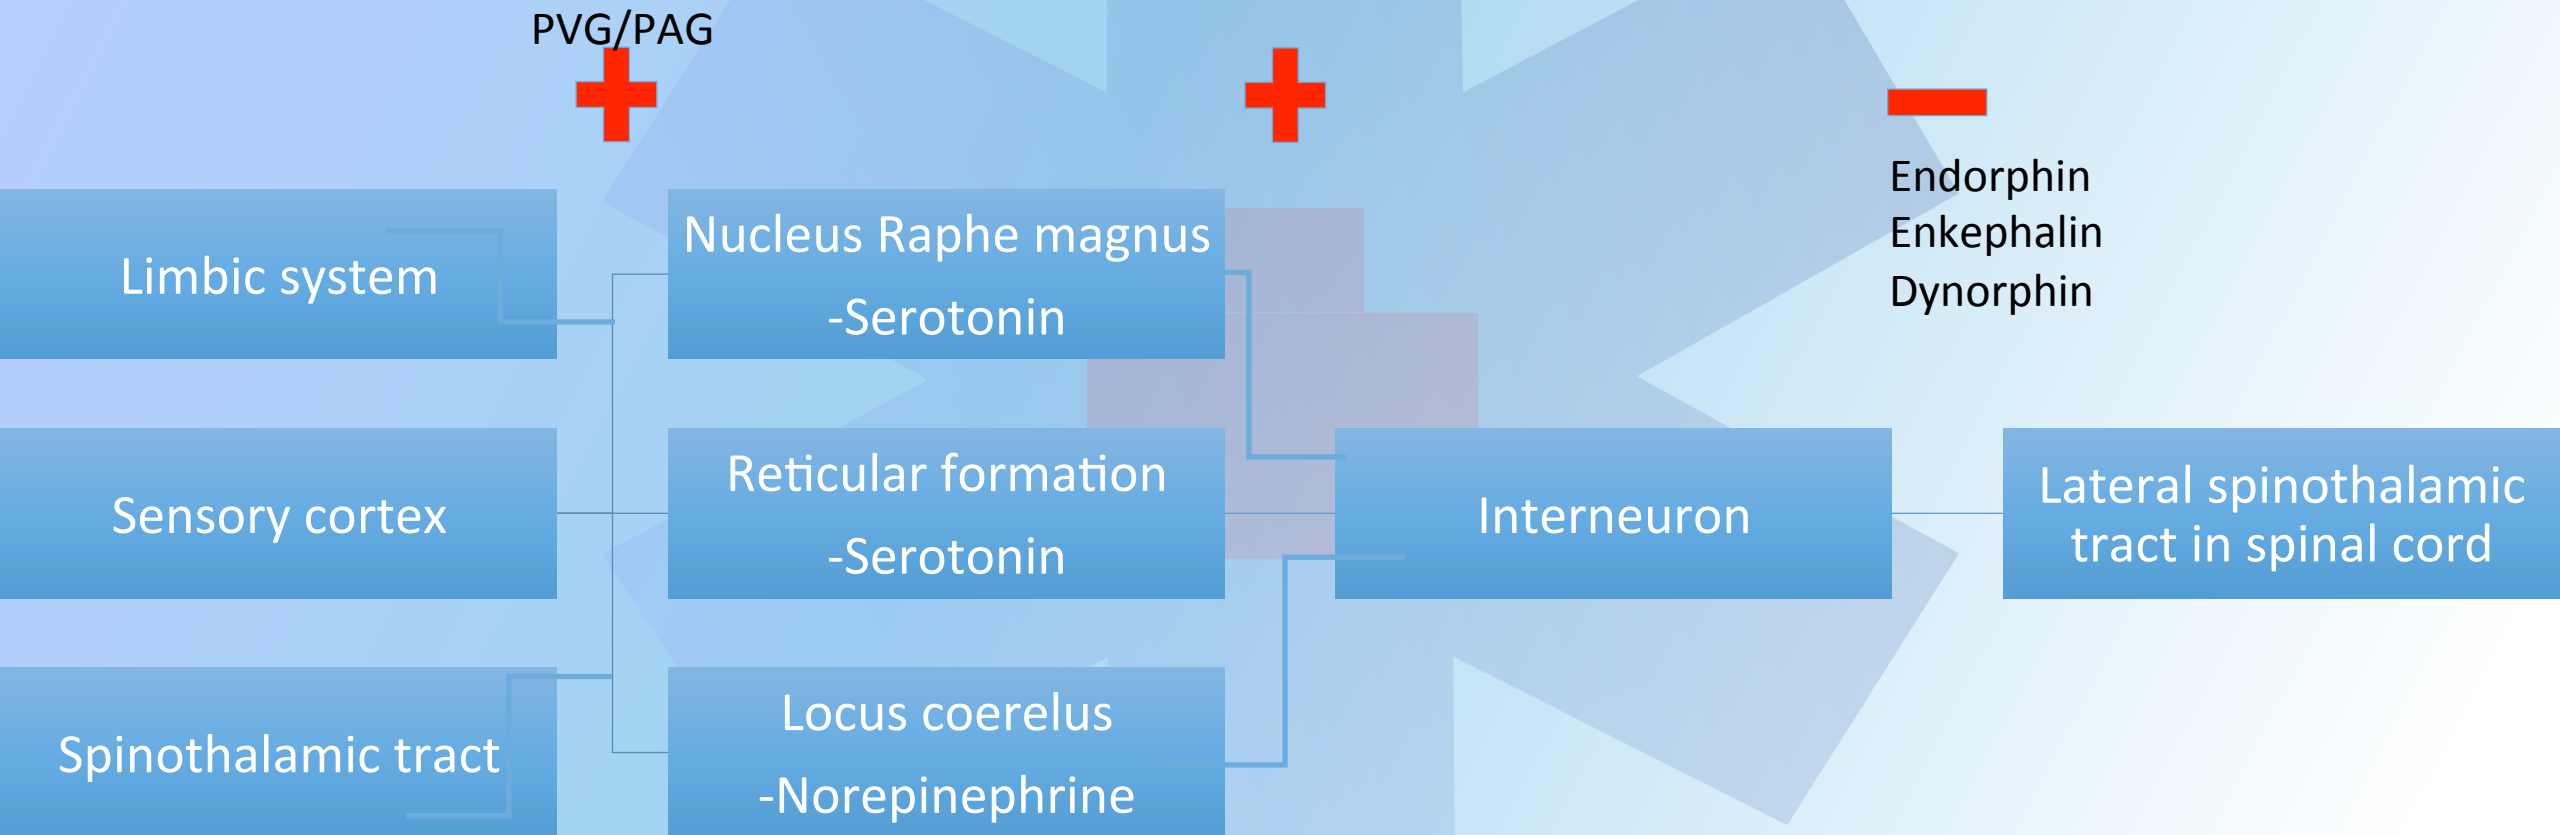 PVG/PAG
Endorphin
Enkephalin
Dynorphin
Limbic system
Nucleus Raphe magnus
-Serotonin
Sensory cortex
Reticular formation
-Serotonin
Interneuron
Lateral spinothalamic
tract in spinal cord
Spinothalamic tract
Locus coerelus
-Norepinephrine